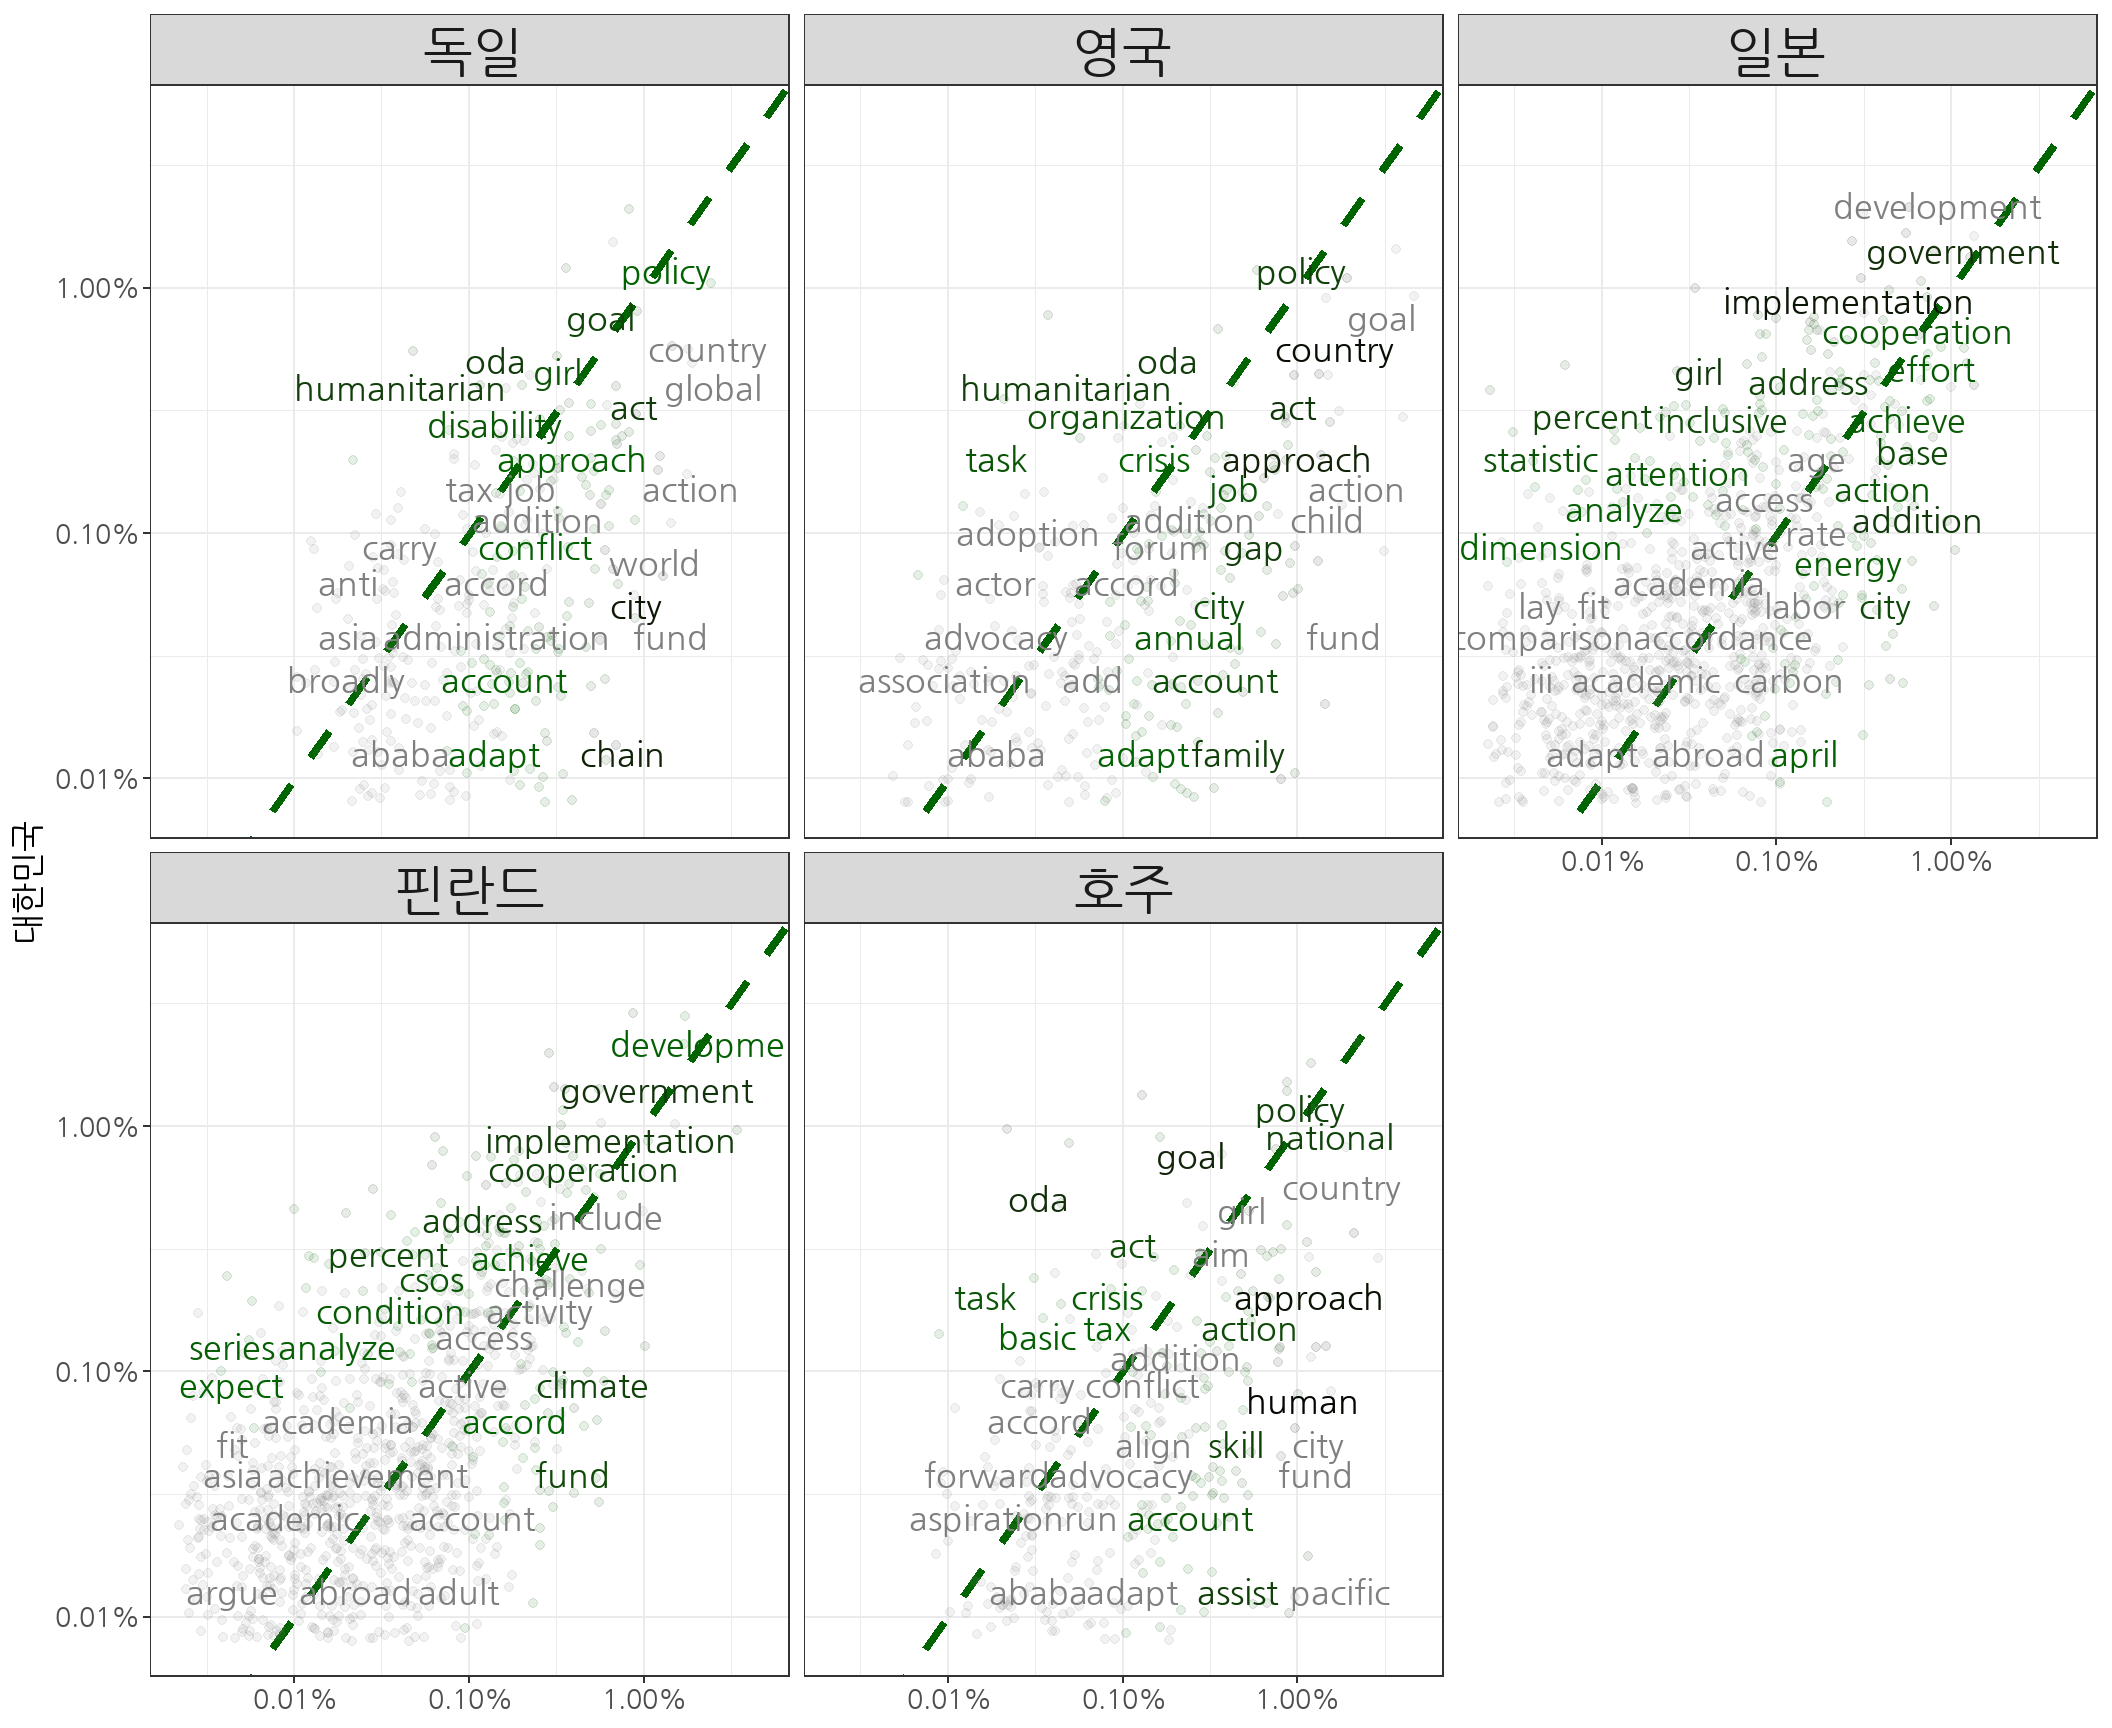 독일
영국
일본
policy
goal
country
oda
girl
global
humanitarian
act
disability
approach
tax
job
action
addition
carry
conflict
world
anti
accord
city
asia
administration
fund
broadly
account
ababa
adapt
chain
1.00%
0.10%
0.01%
policy
goal
country
oda
humanitarian
organization
act
task
crisis
approach
job
action
adoption
addition
child
forum
gap
actor
accord
city
advocacy
annual
fund
association
add
account
ababa
adapt
family
development
government
implementation
cooperation
girl
address
effort
percent
inclusive
achieve
statistic
attention
age
base
analyze
access
action
addition
dimension
active
rate
energy
academia
lay
fit
labor
city
comparison
accordance
iii
academic
carbon
adapt
abroad
april
0.01%
0.10%
1.00%
대한민국
핀란드
호주
developme
government
implementation
cooperation
address
include
percent
achieve
csos
challenge
condition
activity
series
analyze
access
expect
active
climate
academia
accord
fit
asia
achievement
fund
academic
account
argue
abroad
adult
1.00%
0.10%
0.01%
0.01%
0.10%
1.00%
policy
national
goal
country
oda
girl
act
aim
task
crisis
approach
basic
tax
action
addition
carry
conflict
human
accord
align
skill
city
forward
advocacy
fund
aspiration
run
account
ababa
adapt
assist
pacific
0.01%
0.10%
1.00%